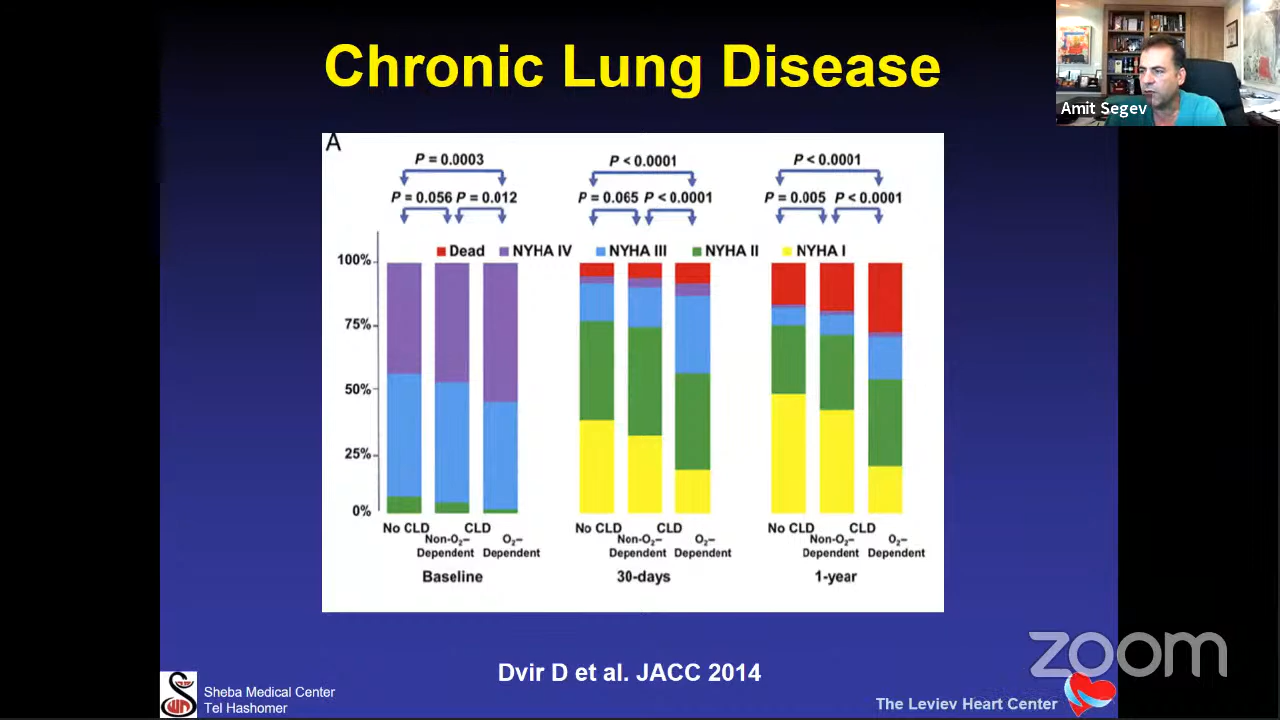 Chronic Lung Disease
Amit Segev
A
P = 0.0003
P < 0.0001
P < 0.0001
P = 0.056 P = 0.012
P = 0.065 P < 0.0001
P = 0.005 P < 0.0001
Dead NYHA IV NYHA III NYHA II NYHA I
100%
75%
50%
25%
0%
No CLD CLD
Non-O₂– O₂–
Dependent Dependent
Baseline
No CLD CLD
Non-O₂– O₂–
Dependent Dependent
30-days
No CLD CLD
Non-O₂– O₂–
Dependent Dependent
1-year
Dvir D et al. JACC 2014
zoom
Sheba Medical Center
Tel Hashomer
The Leviev Heart Center